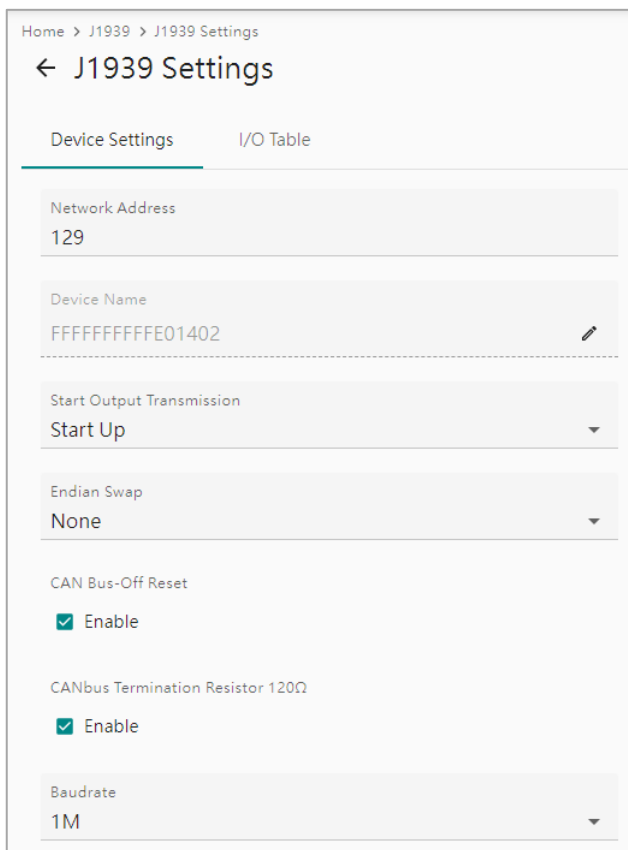 Home > J1939 > J1939 Settings
← J1939 Settings
Device Settings I/O Table
Network Address
129
Device Name
FFFFFFFFFFE01402
Start Output Transmission
Start Up
Endian Swap
None
CAN Bus-Off Reset
Enable
CANbus Termination Resistor 120Ω
Enable
Baudrate
1M